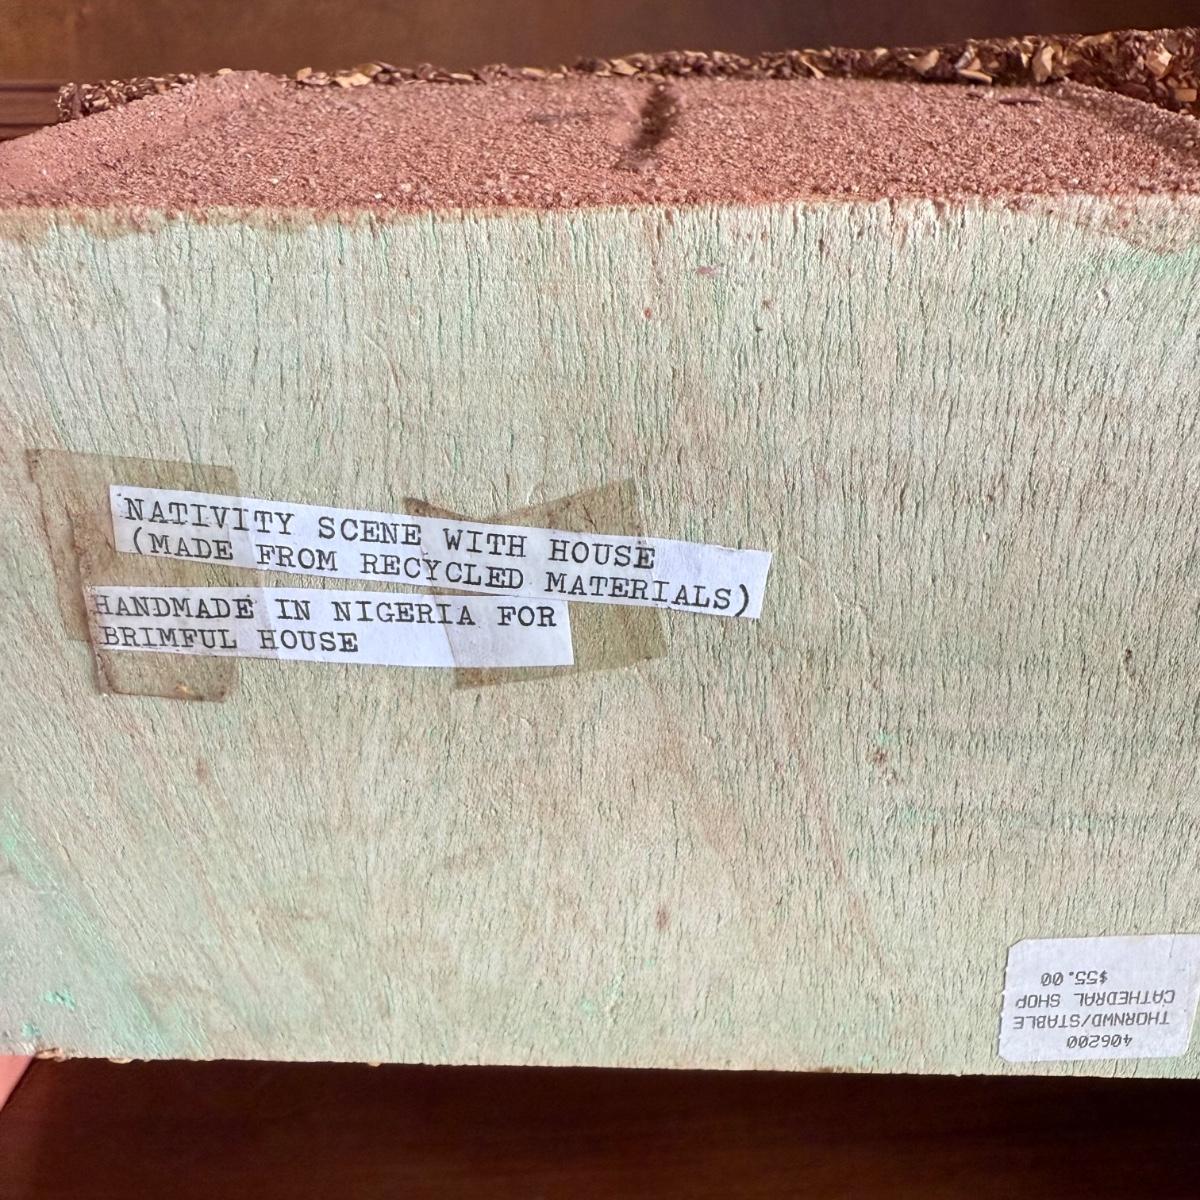 NATIVITY SCENE WITH HOUSE
(MADE FROM RECYCLED MATERIALS)
HANDMADE IN NIGERIA FOR
BRIMFUL HOUSE
406200
THORNWD/STABLE
CATHEDRAL SHOP
$55.00